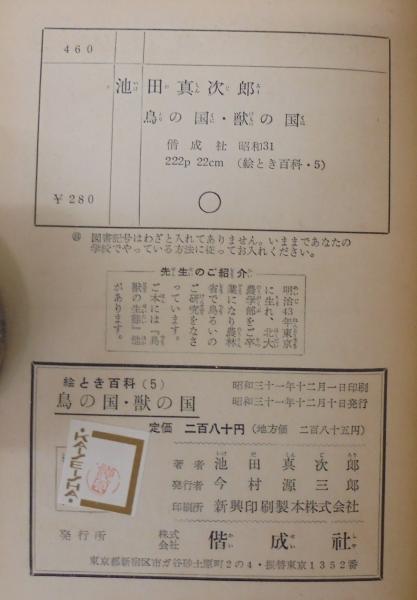 460
池田真次郎
鳥の国・獣の国
偕成社 昭和31
222p 22cm (絵とき百科・5)
¥280
図書記号はわざと入れてありません。いままであなたの
学校でやっている方法に従ってお入れください。
先生のご紹介
明治43年東京
に生れ、北大
農学部をご卒
業になり農林
省で鳥るいの
ご研究をなさ
っています。
ご本には『鳥
獣の生態』他
があります。
絵とき百科(5)
鳥の国・獣の国
昭和三十一年十二月一日印刷
昭和三十一年十二月十日発行
定価 二百八十円(地方価 二百八十五円)
KAISEISHA
著者 池田真次郎
発行者 今村源三郎
印刷所 新興印刷製本株式会社
発行所 株式会社 偕成社
東京都新宿区市ガ谷砂土原町2の4・振替東京1352番